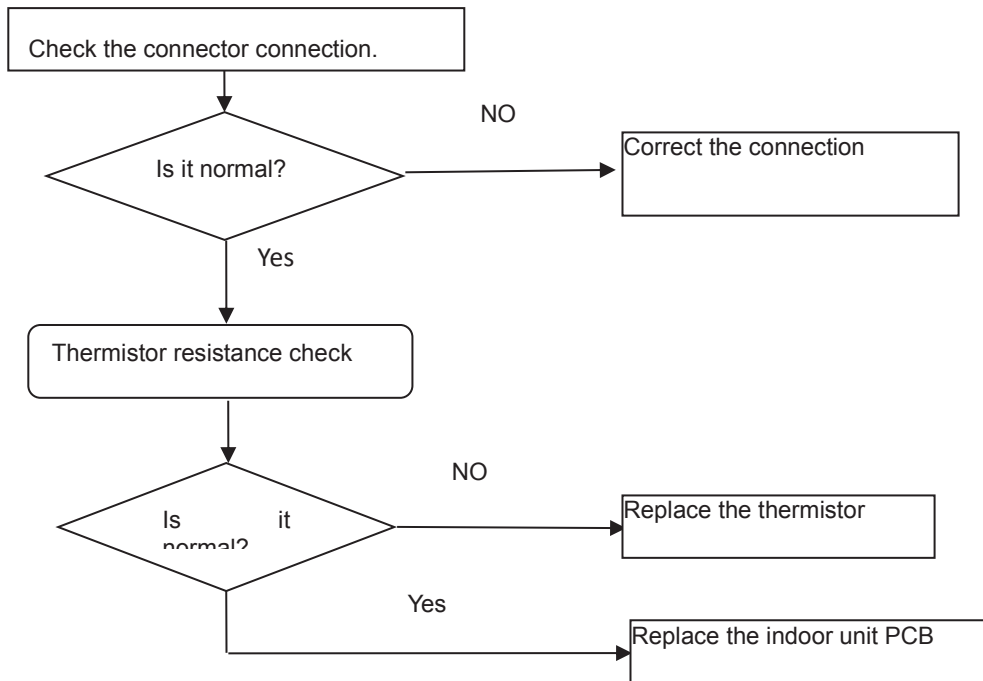 Check the connector connection.
NO
Correct the connection
Is it normal?
Yes
Thermistor resistance check
NO
Is it
normal?
Replace the thermistor
Yes
Replace the indoor unit PCB